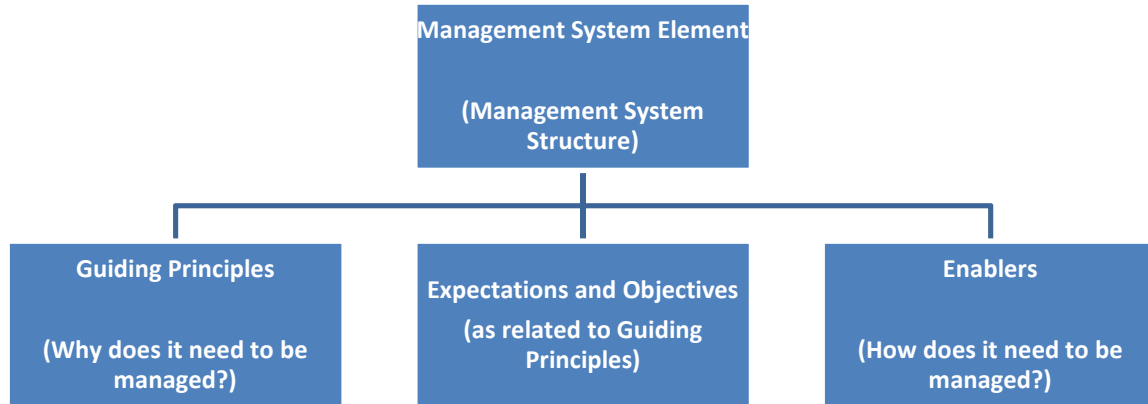 Management System Element
(Management System
Structure)
Guiding Principles
(Why does it need to be
managed?)
Expectations and Objectives
(as related to Guiding
Principles)
Enablers
(How does it need to be
managed?)